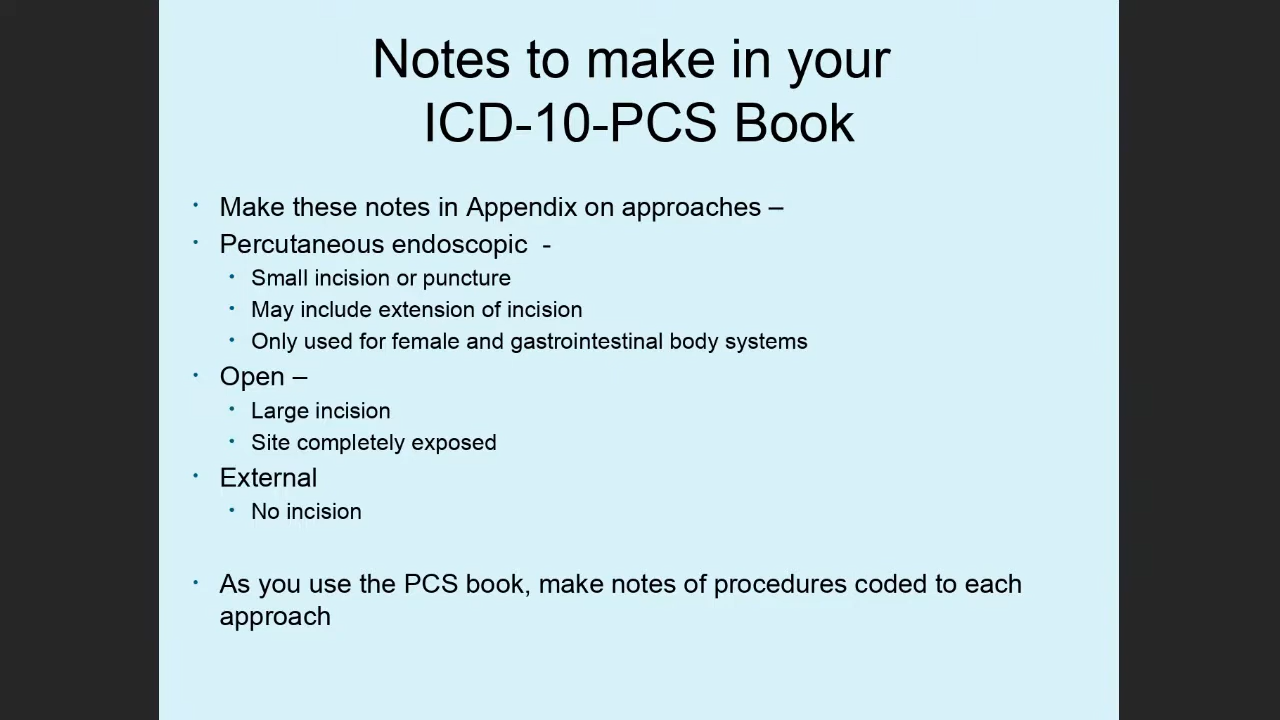 Notes to make in your
ICD-10-PCS Book
• Make these notes in Appendix on approaches –
• Percutaneous endoscopic -
• Small incision or puncture
• May include extension of incision
• Only used for female and gastrointestinal body systems
• Open –
• Large incision
• Site completely exposed
• External
• No incision
• As you use the PCS book, make notes of procedures coded to each
approach